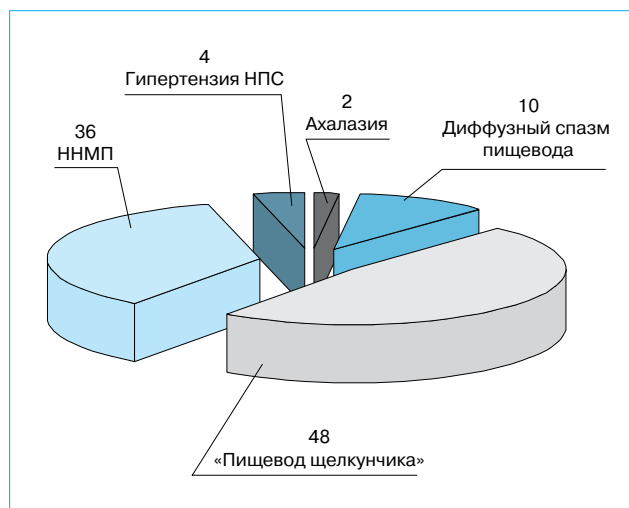 4
Гипертензия НПС
2
Ахалазия
10
Диффузный спазм
пищевода
36
ННМП
48
«Пищевод щелкунчика»